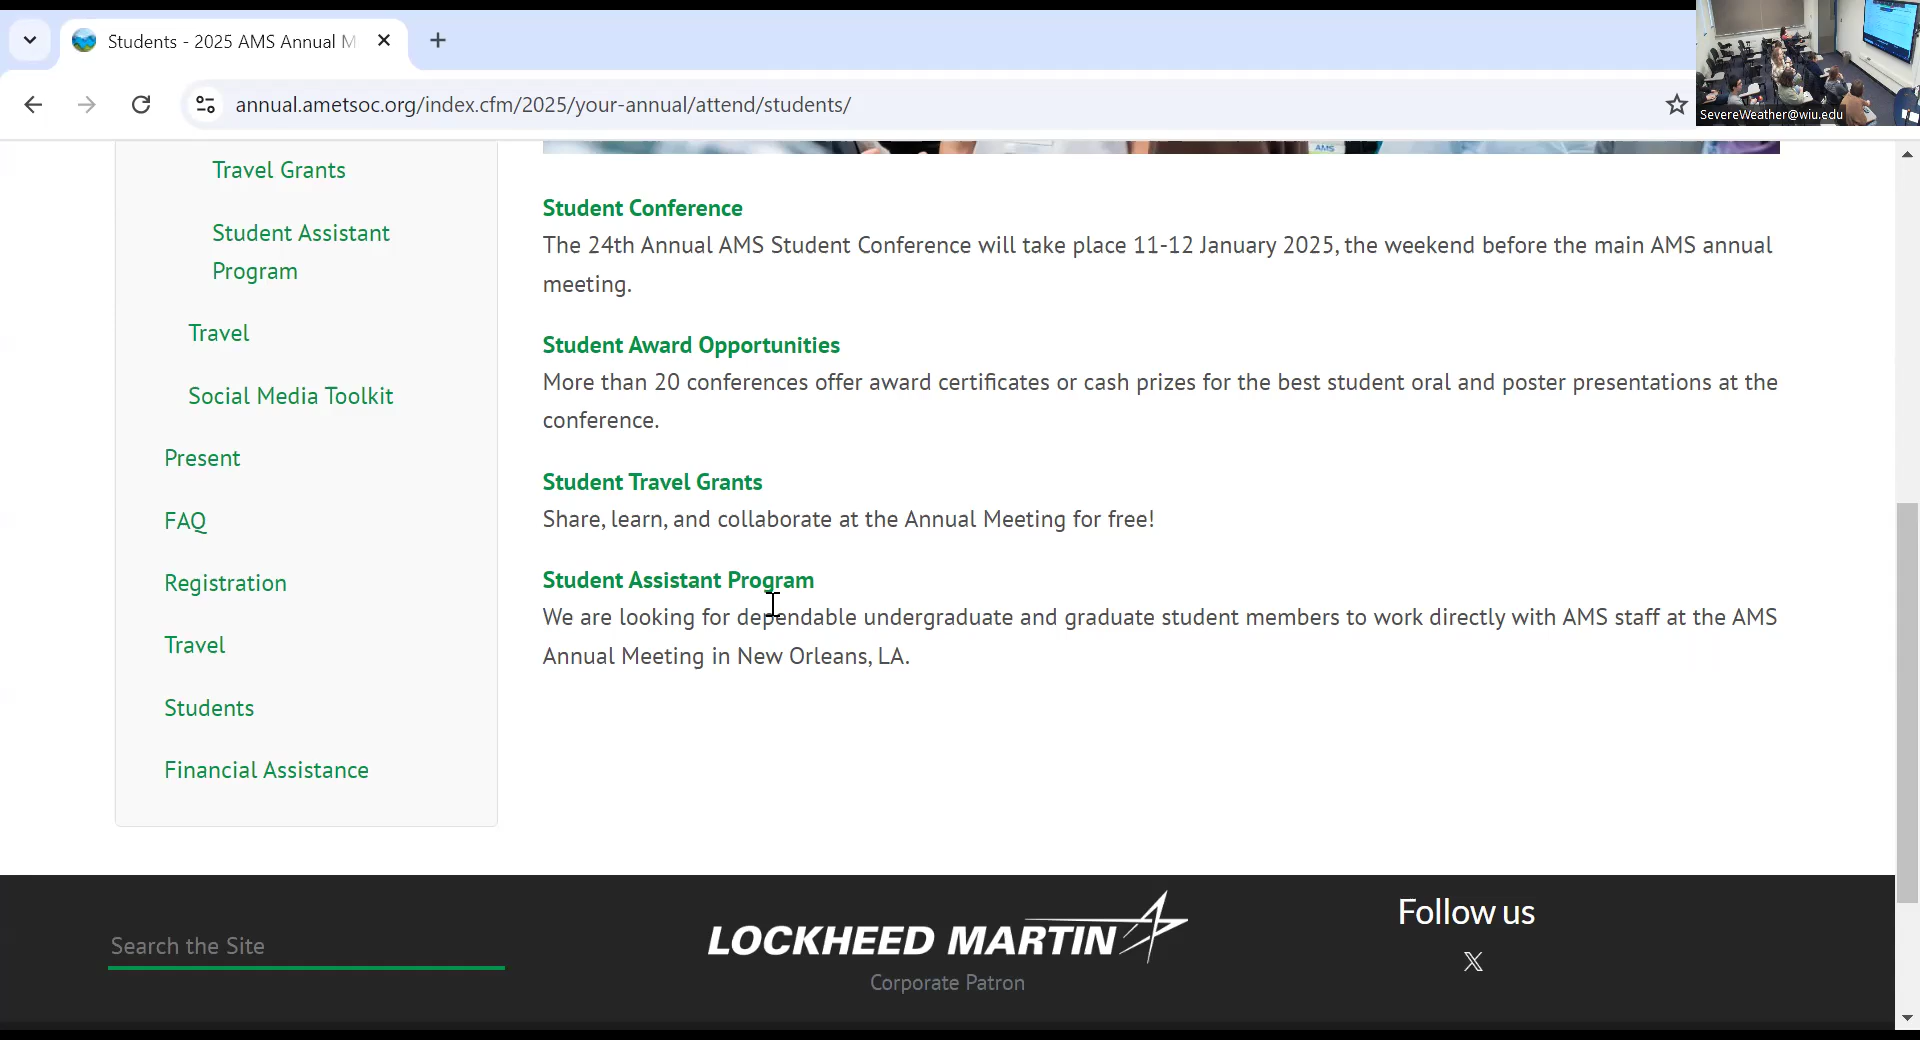 Students - 2025 AMS Annual M
annual.ametsoc.org/index.cfm/2025/your-annual/attend/students/
SevereWeather@wiu.edu
AMS
Travel Grants
Student Assistant
Program
Travel
Social Media Toolkit
Present
FAQ
Registration
Travel
Students
Financial Assistance
Student Conference
The 24th Annual AMS Student Conference will take place 11-12 January 2025, the weekend before the main AMS annual
meeting.
Student Award Opportunities
More than 20 conferences offer award certificates or cash prizes for the best student oral and poster presentations at the
conference.
Student Travel Grants
Share, learn, and collaborate at the Annual Meeting for free!
Student Assistant Program
We are looking for dependable undergraduate and graduate student members to work directly with AMS staff at the AMS
Annual Meeting in New Orleans, LA.
Search the Site
LOCKHEED MARTIN
Corporate Patron
Follow us